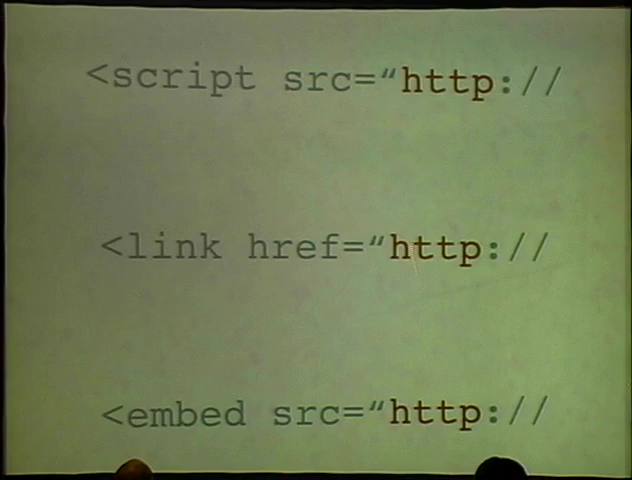 <script src=“http://
<link href=“http://
<embed src=“http://